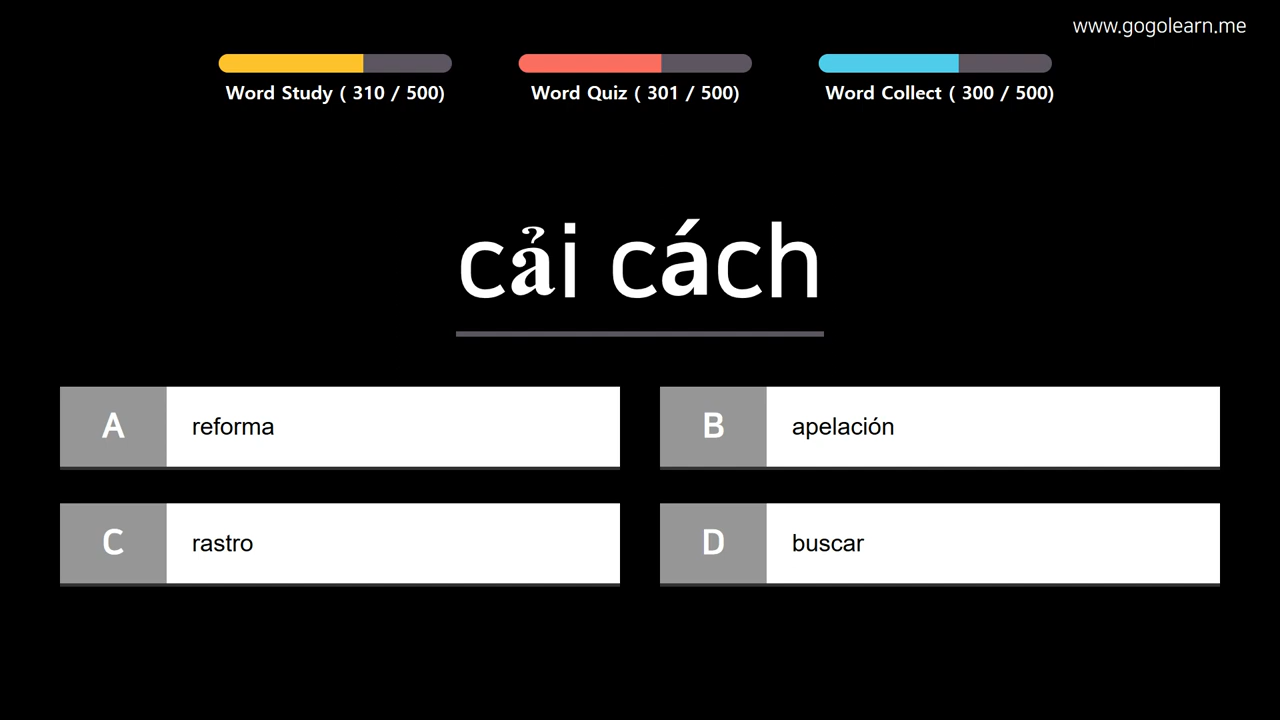 www.gogolearn.me
Word Study ( 310 / 500)
Word Quiz ( 301 / 500)
Word Collect ( 300 / 500)
cải cách
A reforma
B apelación
C rastro
D buscar